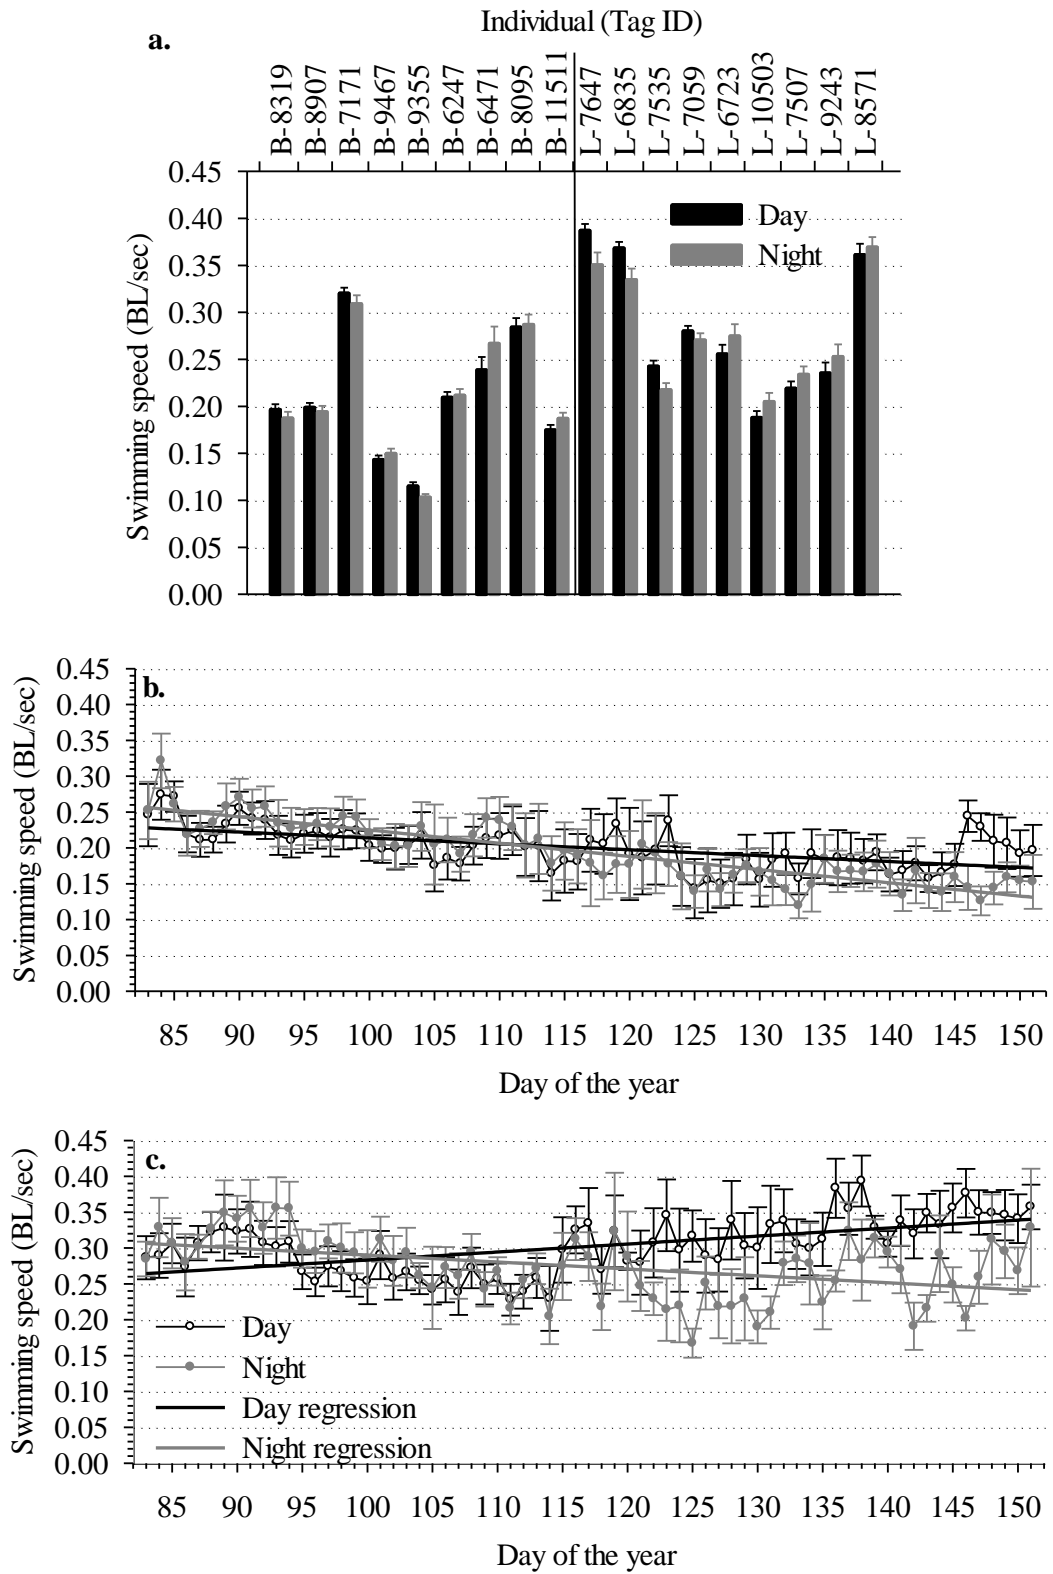 Individual (Tag ID)
a.
B-8319
B-8907
B-7171
B-9467
B-9355
B-6247
B-6471
B-8095
B-11511
L-7647
L-6835
L-7535
L-7059
L-6723
L-10503
L-7507
L-9243
L-8571
Swimming speed (BL/sec)
0.45
0.40
0.35
0.30
0.25
0.20
0.15
0.10
0.05
0.00
Day
Night
b.
Swimming speed (BL/sec)
0.45
0.40
0.35
0.30
0.25
0.20
0.15
0.10
0.05
0.00
85 90 95 100 105 110 115 120 125 130 135 140 145 150
Day of the year
c.
Swimming speed (BL/sec)
0.45
0.40
0.35
0.30
0.25
0.20
0.15
0.10
0.05
0.00
Day
Night
Day regression
Night regression
85 90 95 100 105 110 115 120 125 130 135 140 145 150
Day of the year